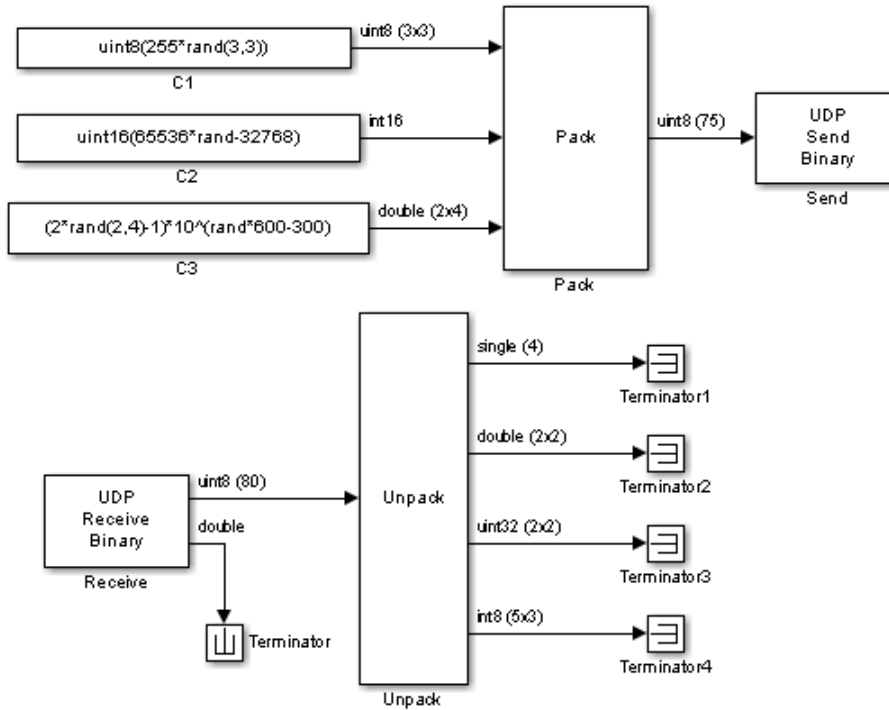 uint8(255*rand(3,3))
C1
uint8 (3x3)
uint16(65536*rand-32768)
C2
int16
(2*rand(2,4)-1)*10^(rand*600-300)
C3
double (2x4)
Pack
Pack
uint8 (75)
UDP
Send
Binary
Send
UDP
Receive
Binary
Receive
uint8 (80)
double
Terminator
Unpack
Unpack
single (4)
Terminator1
double (2x2)
Terminator2
uint32 (2x2)
Terminator3
int8 (5x3)
Terminator4